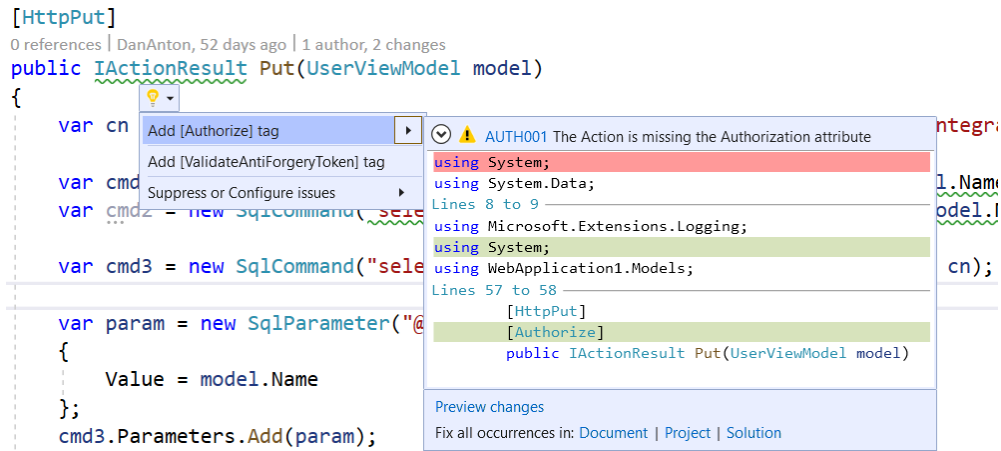 [HttpPut]
0 references | DanAnton, 52 days ago | 1 author, 2 changes
public IActionResult Put(UserViewModel model)
{
var cn
Integra
var cmd
l.Name
var cmd2 = new SqlCommand("sele
odel.N
var cmd3 = new SqlCommand("sele
cn);
var param = new SqlParameter("@
{
Value = model.Name
};
cmd3.Parameters.Add(param);
Add [Authorize] tag
Add [ValidateAntiForgeryToken] tag
Suppress or Configure issues
AUTH001 The Action is missing the Authorization attribute
using System;
using System.Data;
Lines 8 to 9
using Microsoft.Extensions.Logging;
using System;
using WebApplication1.Models;
Lines 57 to 58
[HttpPut]
[Authorize]
public IActionResult Put(UserViewModel model)
Preview changes
Fix all occurrences in: Document | Project | Solution